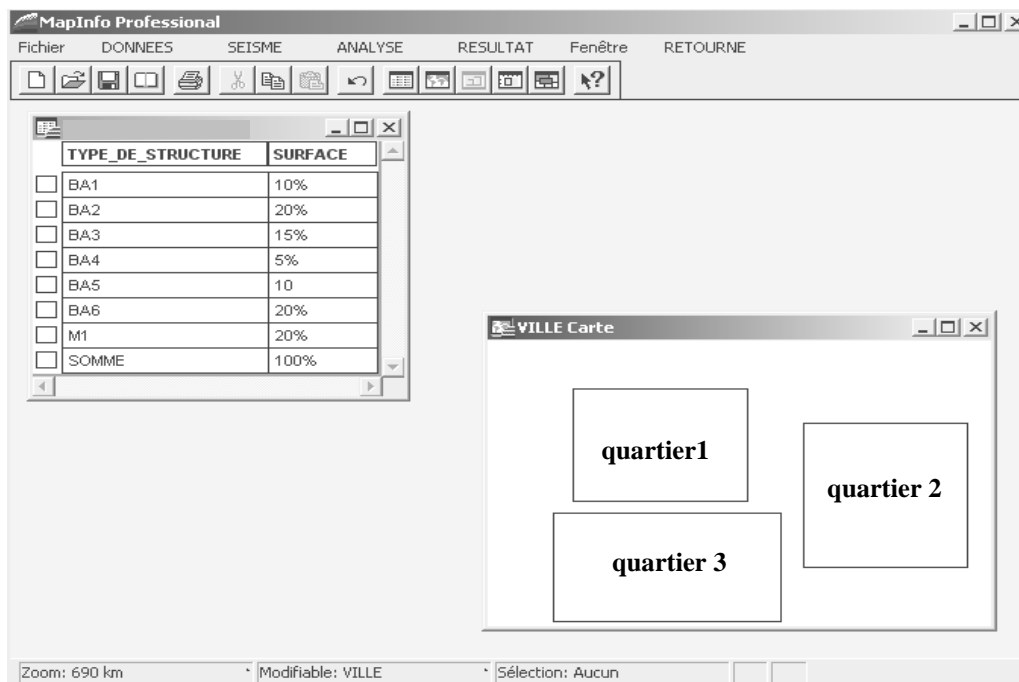 MapInfo Professional
Fichier DONNEES SEISME ANALYSE RESULTAT Fenêtre RETOURNE
TYPE_DE_STRUCTURE SURFACE
BA1 10%
BA2 20%
BA3 15%
BA4 5%
BA5 10
BA6 20%
M1 20%
SOMME 100%
VILLE Carte
quartier1
quartier 2
quartier 3
Zoom: 690 km Modifiable: VILLE Sélection: Aucun